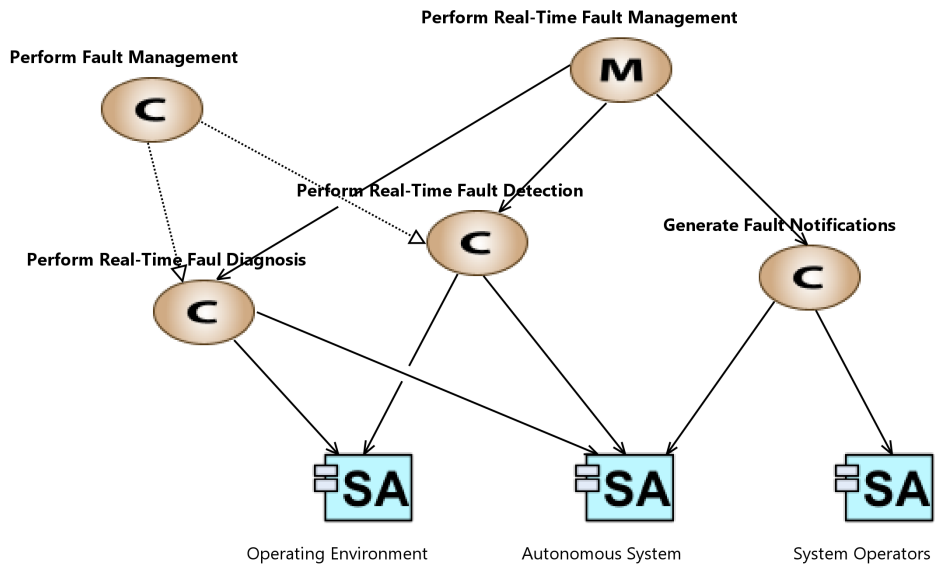 Perform Real-Time Fault Management
Perform Fault Management
M
C
Perform Real-Time Fault Detection
Generate Fault Notifications
C
Perform Real-Time Faul Diagnosis
C
C
SA
SA
SA
Operating Environment
Autonomous System
System Operators